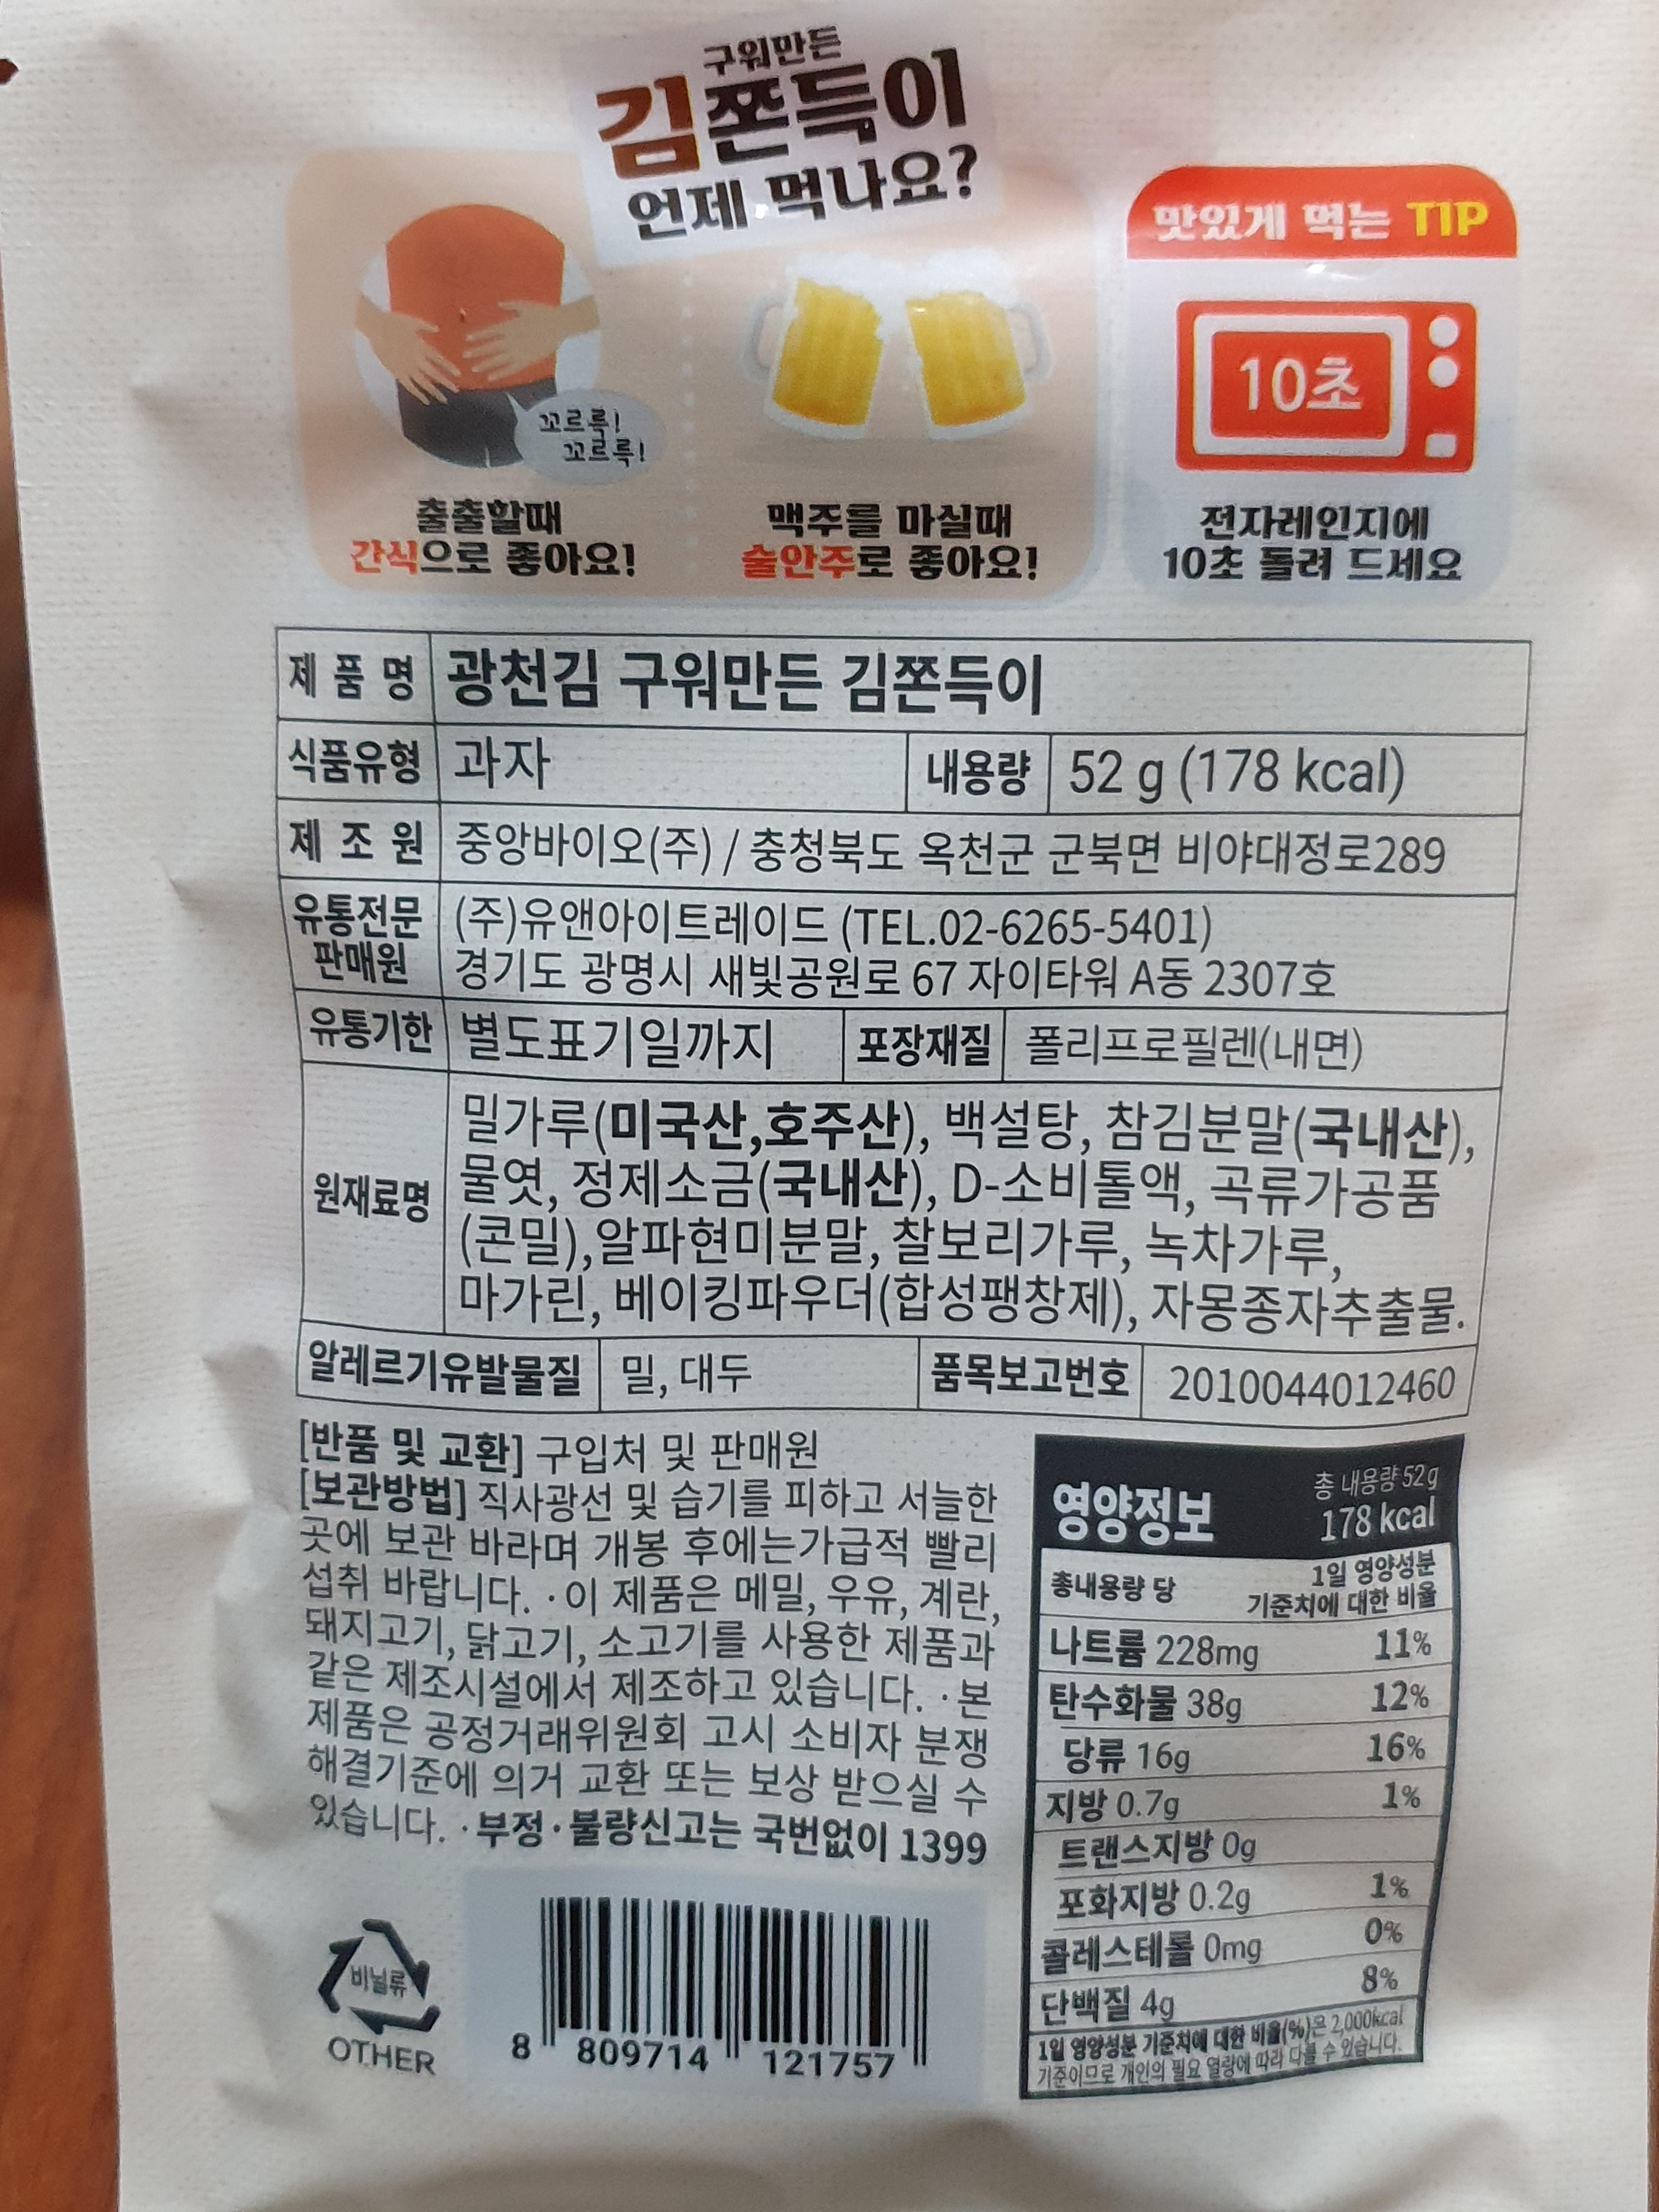 구워만든
김쫀득이
언제 먹나요?
맛있게 먹는 TIP
10초
꼬르륵!
꼬르륵!
출출할때
간식으로 좋아요!
맥주를 마실때
술안주로 좋아요!
전자레인지에
10초 돌려 드세요
제 품 명 광천김 구워만든 김쫀득이
식품유형 과자 내용량 52 g (178 kcal)
제 조 원 중앙바이오(주) / 충청북도 옥천군 군북면 비야대정로289
유통전문
판매원
(주)유앤아이트레이드 (TEL.02-6265-5401)
경기도 광명시 새빛공원로 67 자이타워 A동 2307호
유통기한 별도표기일까지 포장재질 폴리프로필렌(내면)
원재료명
밀가루(미국산,호주산), 백설탕, 참김분말(국내산),
물엿, 정제소금(국내산), D-소비톨액, 곡류가공품
(콘밀),알파현미분말, 찰보리가루, 녹차가루,
마가린, 베이킹파우더(합성팽창제), 자몽종자추출물.
알레르기유발물질 밀, 대두 품목보고번호 2010044012460
[반품 및 교환] 구입처 및 판매원
[보관방법] 직사광선 및 습기를 피하고 서늘한
곳에 보관 바라며 개봉 후에는가급적 빨리
섭취 바랍니다. ·이 제품은 메밀, 우유, 계란,
돼지고기, 닭고기, 소고기를 사용한 제품과
같은 제조시설에서 제조하고 있습니다. ·본
제품은 공정거래위원회 고시 소비자 분쟁
해결기준에 의거 교환 또는 보상 받으실 수
있습니다. ·부정·불량신고는 국번없이 1399
영양정보
총 내용량 52g
178 kcal
총내용량 당
1일 영양성분
기준치에 대한 비율
나트륨 228mg 11%
탄수화물 38g 12%
당류 16g 16%
지방 0.7g 1%
트랜스지방 0g
포화지방 0.2g 1%
콜레스테롤 0mg 0%
단백질 4g 8%
1일 영양성분 기준치에 대한 비율(%)은 2,000kcal
기준이므로 개인의 필요 열량에 따라 다를 수 있습니다.
비닐류
OTHER
8 809714 121757